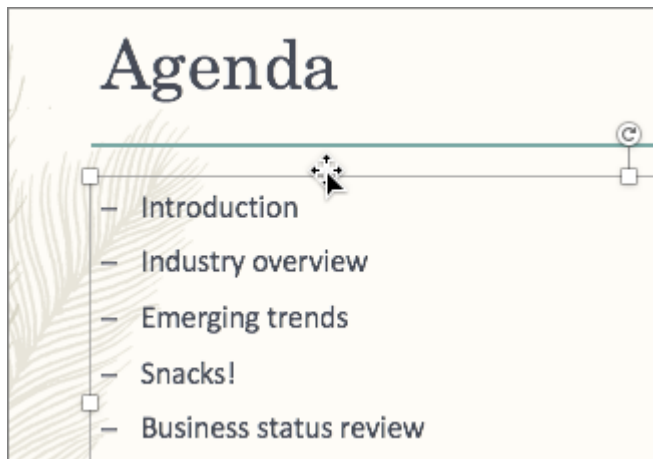 Agenda
– Introduction
– Industry overview
– Emerging trends
– Snacks!
– Business status review